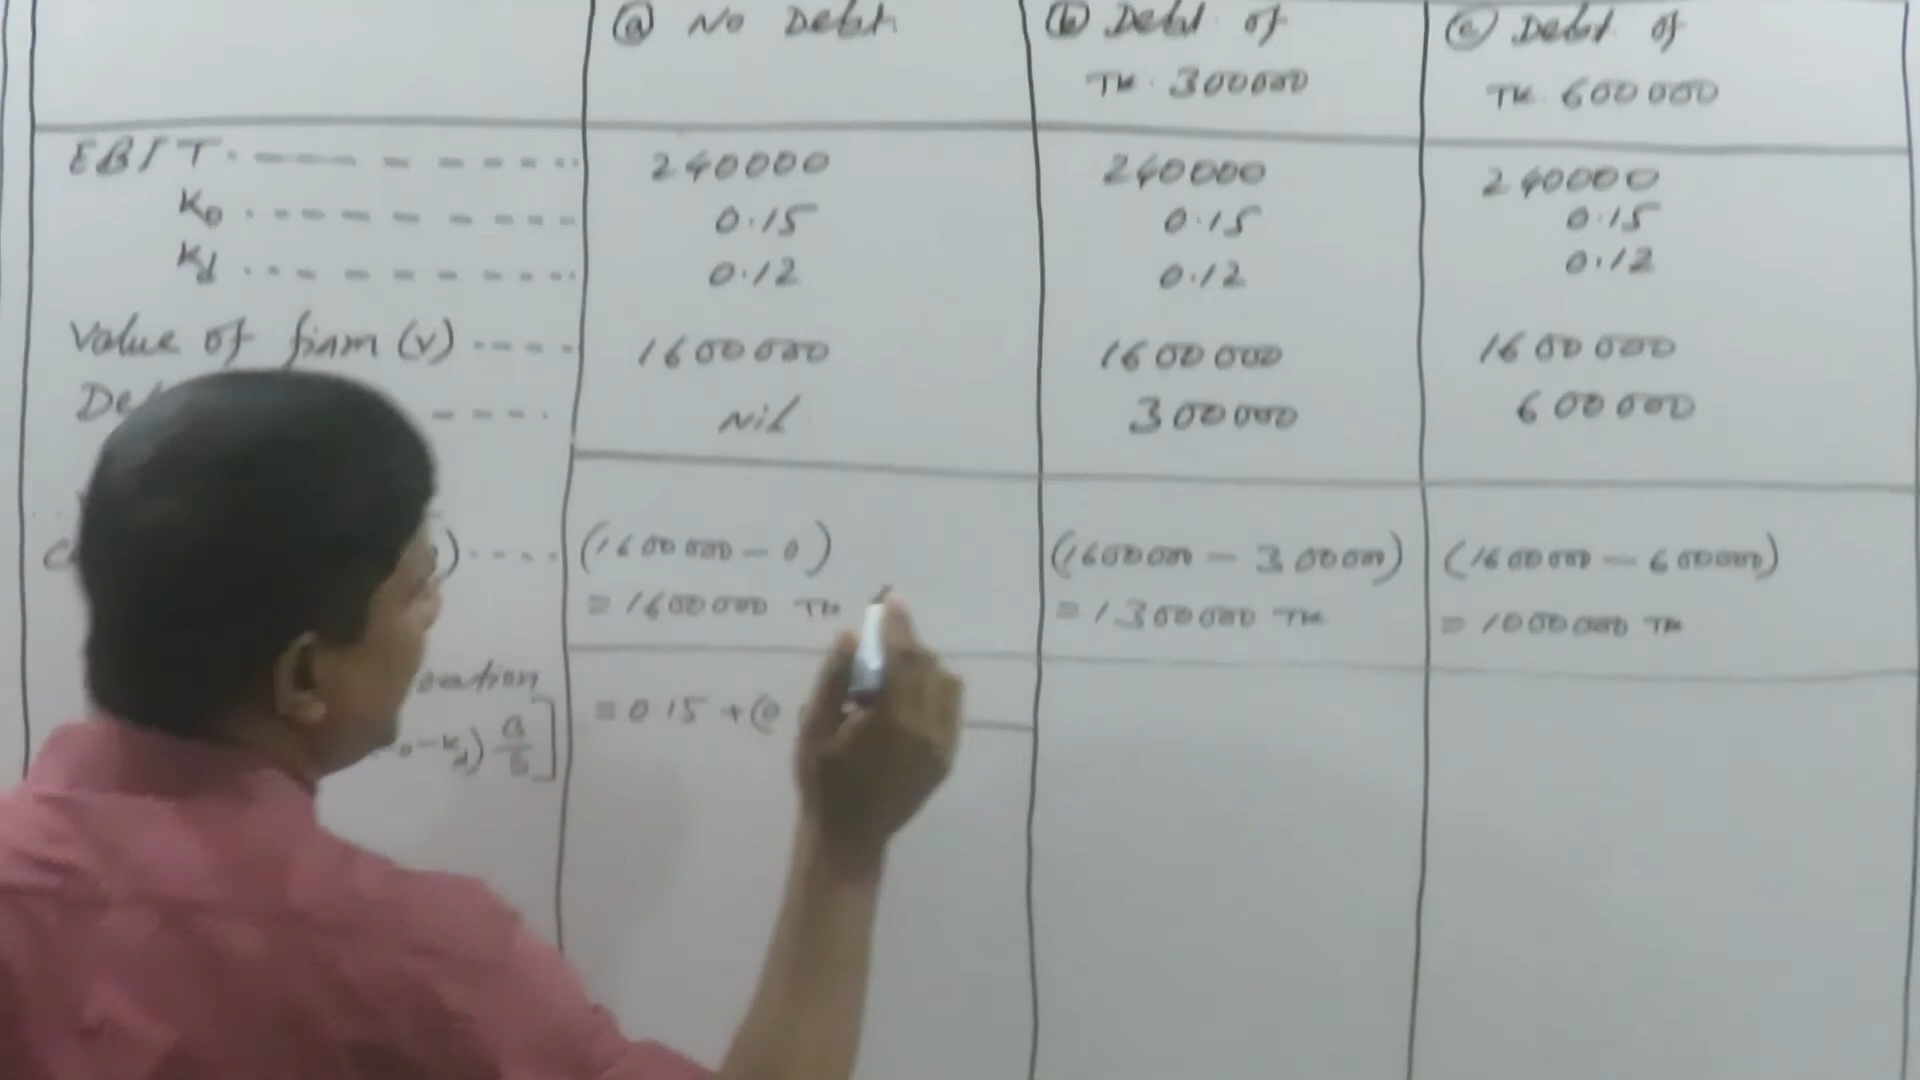 ⓐ No Debt.
ⓑ Debt of
TK. 300000
ⓒ Debt of
TK. 600000
EBIT 240000 240000 240000
K₀ 0.15 0.15 0.15
Kd 0.12 0.12 0.12
Value of firm (V) 1600000 1600000 1600000
Nil 300000 600000
(1600000 - 0) (1600000 - 300000) (1600000 - 600000)
= 1600000 TK = 1300000 TK = 1000000 TK
= 0.15 + (0
- Kd) B/S]